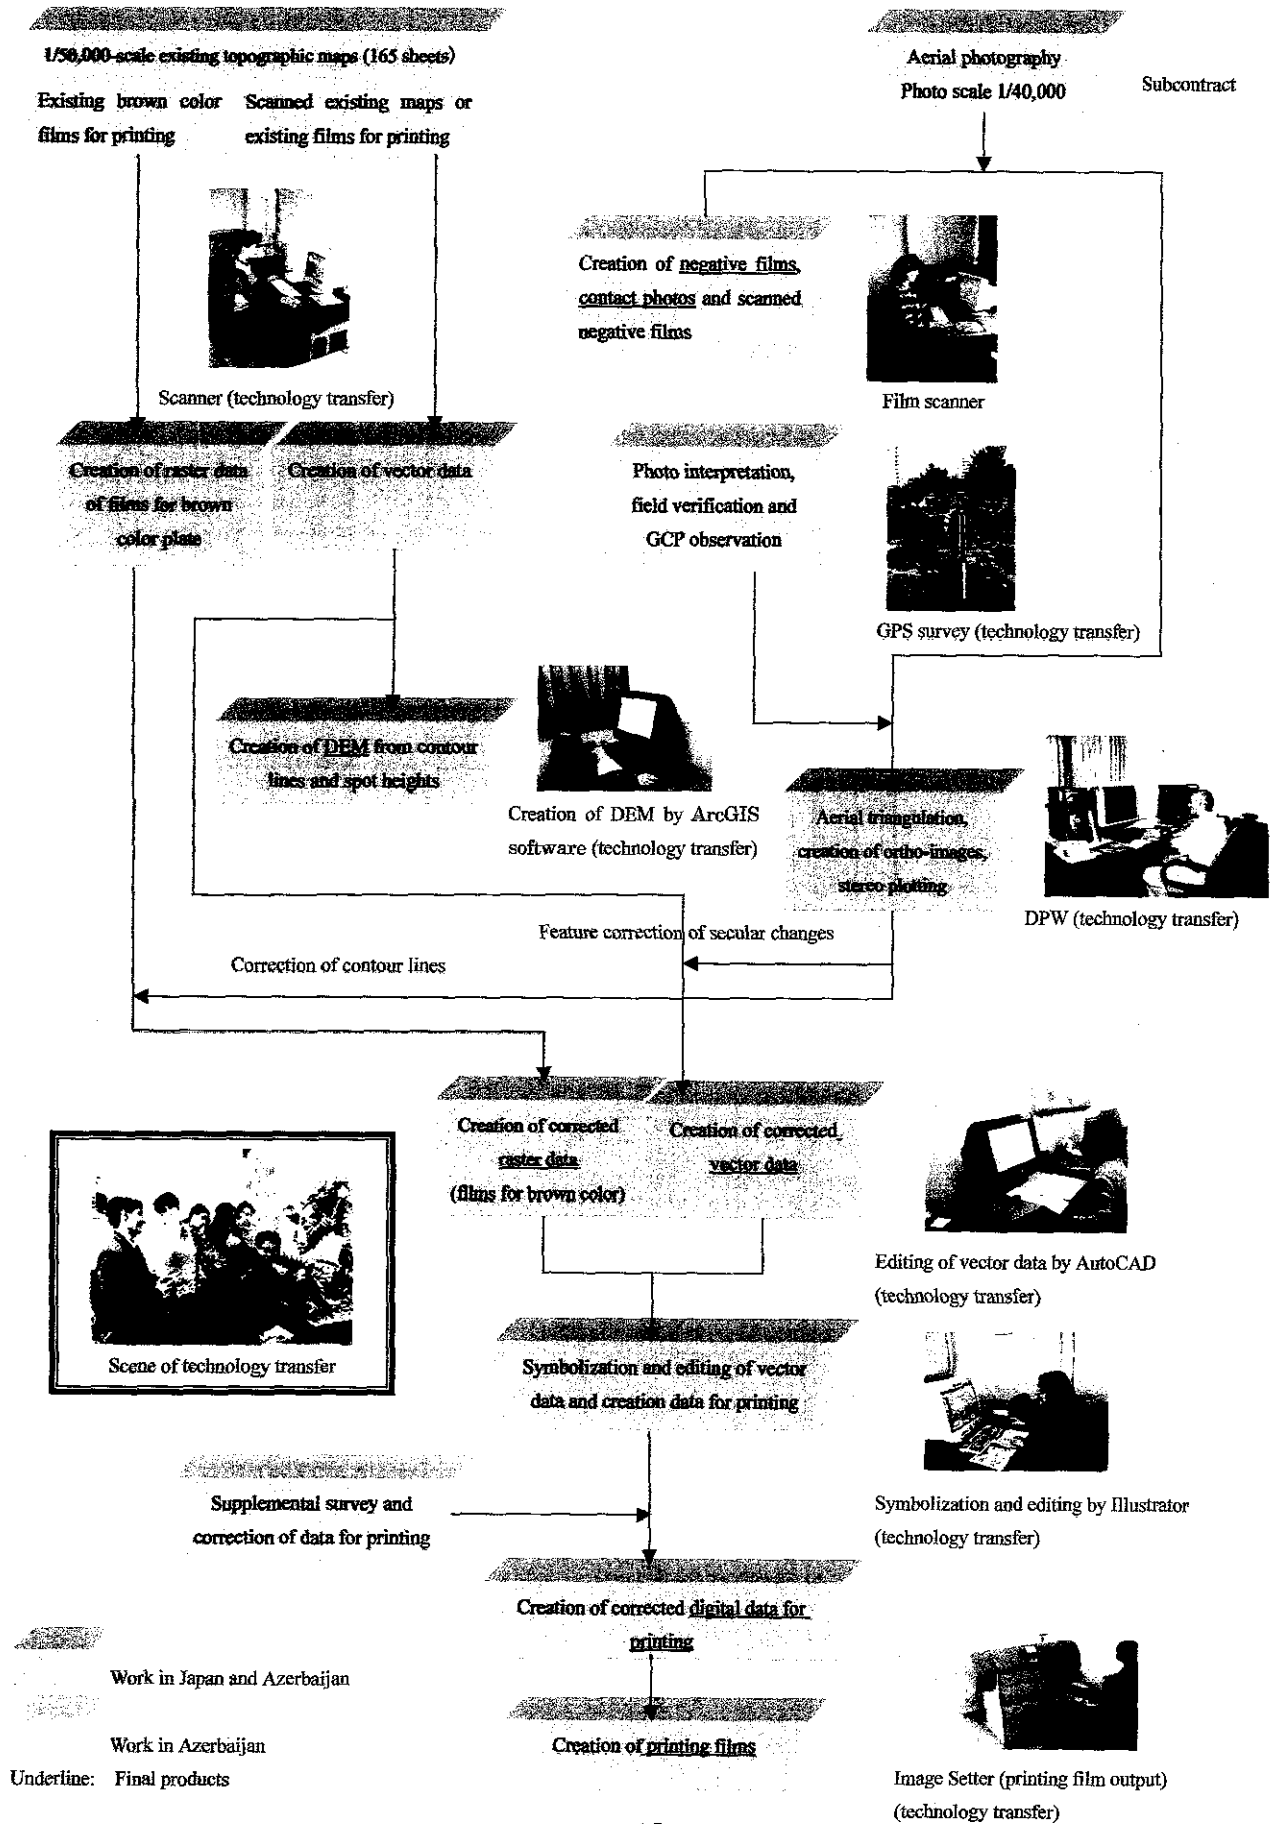 1/50,000-scale existing topographic maps (165 sheets)
Existing brown color
films for printing
Scanned existing maps or
existing films for printing
Aerial photography
Photo scale 1/40,000
Subcontract
Creation of negative films,
contact photos and scanned
negative films
Scanner (technology transfer)
Film scanner
Creation of raster data
of films for brown
color plate
Creation of vector data
Photo interpretation,
field verification and
GCP observation
GPS survey (technology transfer)
Creation of DEM from contour
lines and spot heights
Creation of DEM by ArcGIS
software (technology transfer)
Aerial triangulation,
creation of ortho-images,
stereo plotting
DPW (technology transfer)
Feature correction of secular changes
Correction of contour lines
Creation of corrected
raster data
(films for brown color)
Creation of corrected
vector data
Editing of vector data by AutoCAD
(technology transfer)
Scene of technology transfer
Symbolization and editing of vector
data and creation data for printing
Symbolization and editing by Illustrator
(technology transfer)
Supplemental survey and
correction of data for printing
Creation of corrected digital data for
printing
Work in Japan and Azerbaijan
Work in Azerbaijan
Creation of printing films
Underline: Final products
Image Setter (printing film output)
(technology transfer)